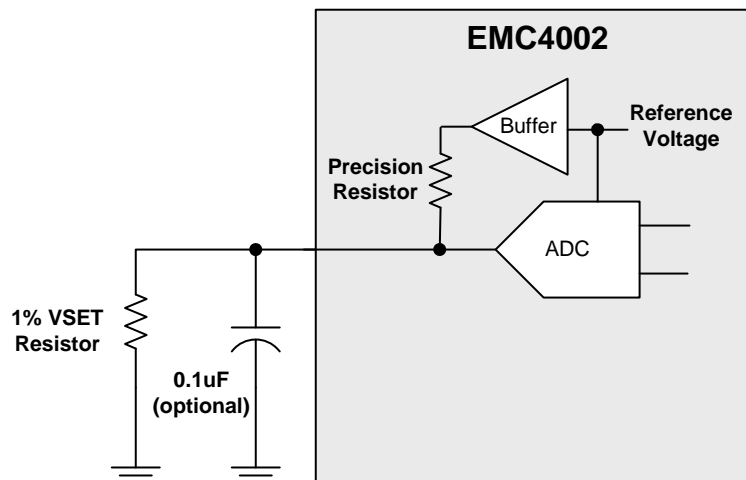 EMC4002
Buffer
Reference
Voltage
Precision
Resistor
ADC
1% VSET
Resistor
0.1uF
(optional)